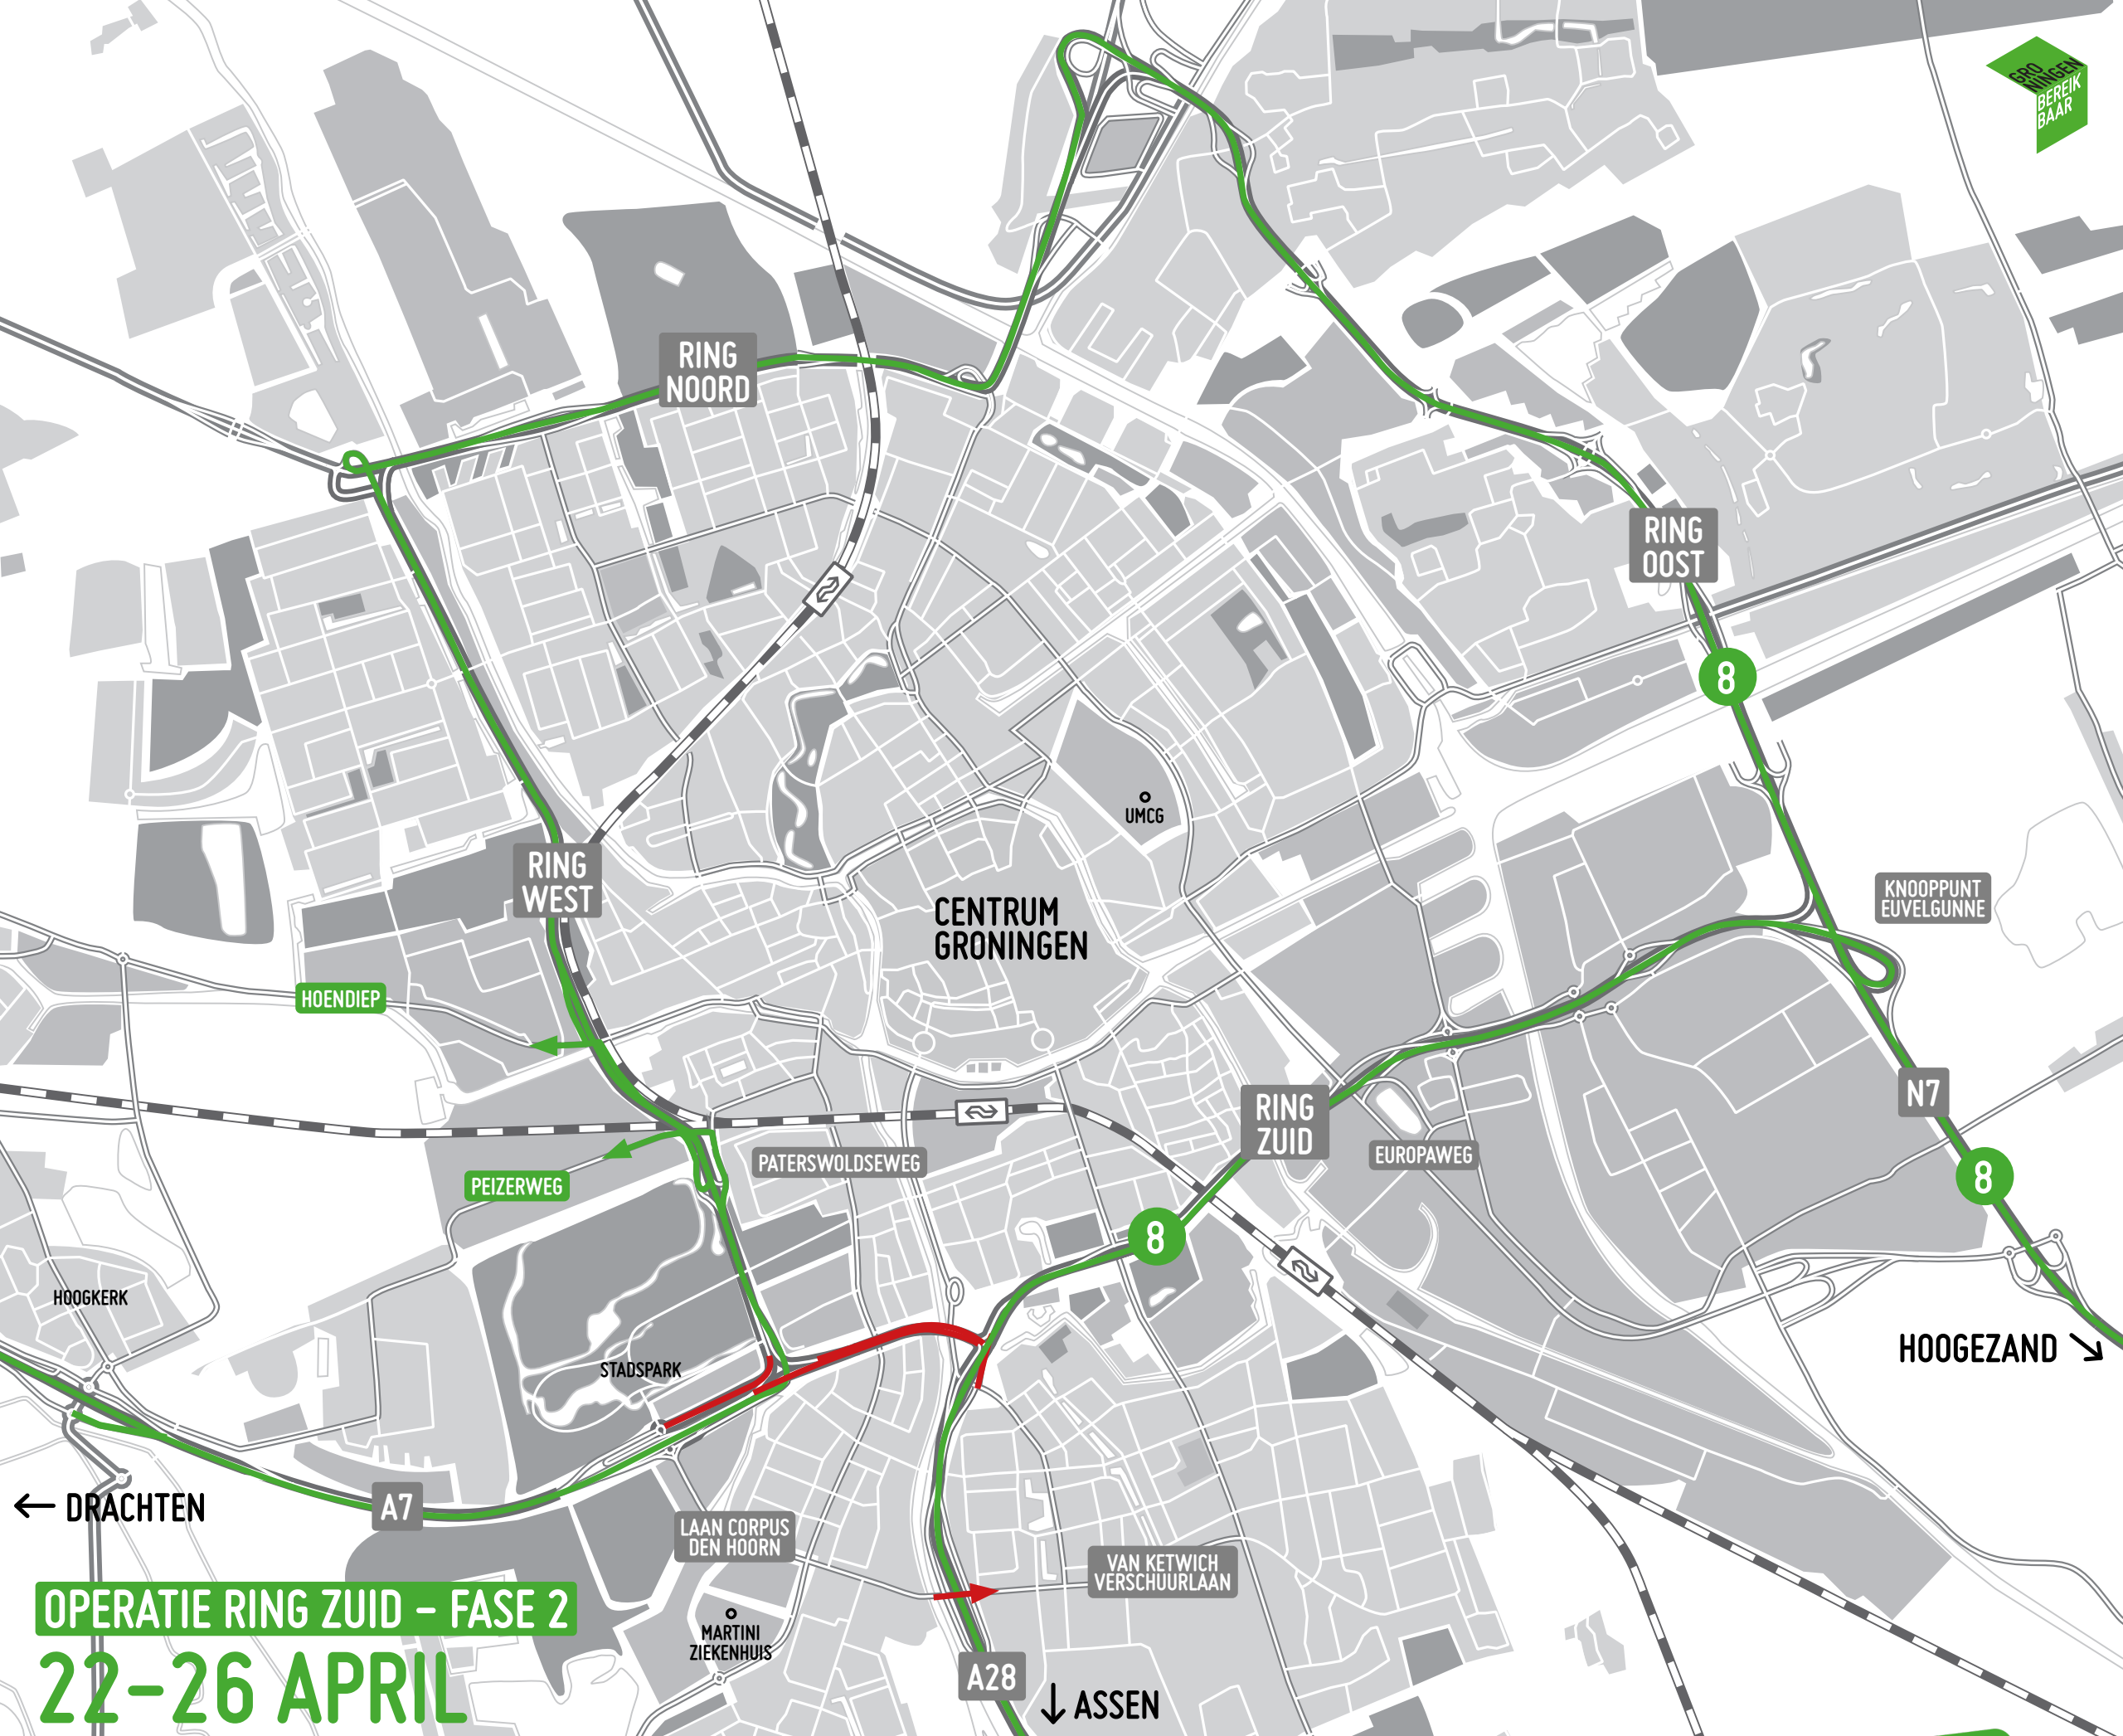 GRO
NINGEN
BEREIK
BAAR
RING
NOORD
RING
OOST
8
UMCG
RING
WEST
CENTRUM
GRONINGEN
KNOOPPUNT
EUVELGUNNE
HOENDIEP
N7
RING
ZUID
EUROPAWEG
PATERSWOLDSEWEG
PEIZERWEG
8
8
HOOGKERK
HOOGEZAND
STADSPARK
DRACHTEN
A7
LAAN CORPUS
DEN HOORN
VAN KETWICH
VERSCHUURLAAN
OPERATIE RING ZUID – FASE 2
MARTINI
ZIEKENHUIS
22–26 APRIL
A28
ASSEN